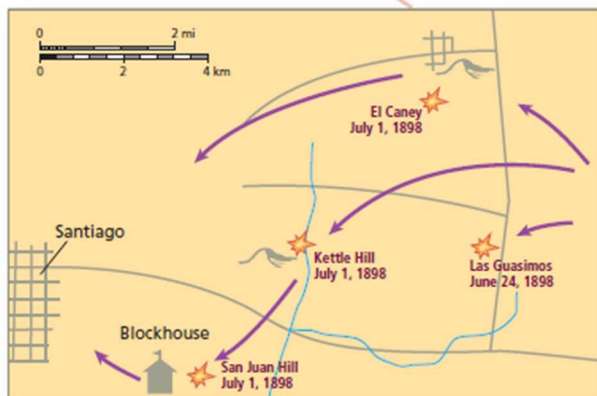 0 2 mi
0 2 4 km
El Caney
July 1, 1898
Santiago
Kettle Hill
July 1, 1898
Las Guasimos
June 24, 1898
Blockhouse
San Juan Hill
July 1, 1898